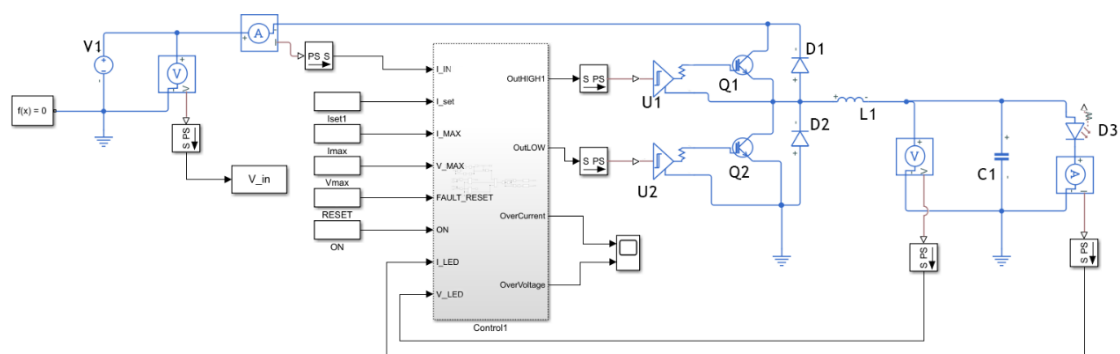 V1
A
I
PS S
V
V
f(x) = 0
S PS
V_in
I_IN
I_set
I_MAX
V_MAX
FAULT_RESET
ON
I_LED
V_LED
OutHIGH1
OutLOW
OverCurrent
OverVoltage
Control1
Iset1
Imax
Vmax
RESET
ON
S PS
U1
Q1
D1
S PS
U2
Q2
D2
L1
V
V
S PS
C1
W
D3
A
I
S PS